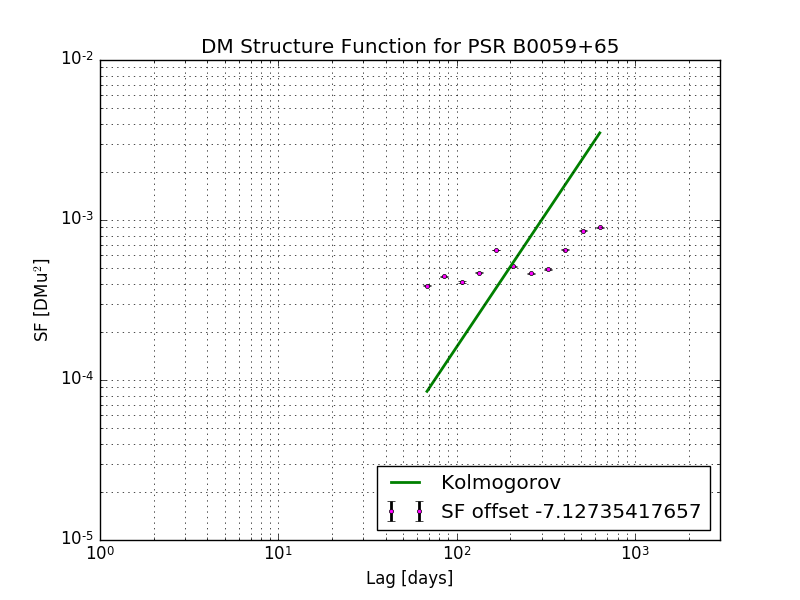 DM Structure Function for PSR B0059+65
10^-2
10^-3
10^-4
10^-5
SF [DMu²]
Kolmogorov
SF offset -7.12735417657
10^0 10^1 10^2 10^3
Lag [days]